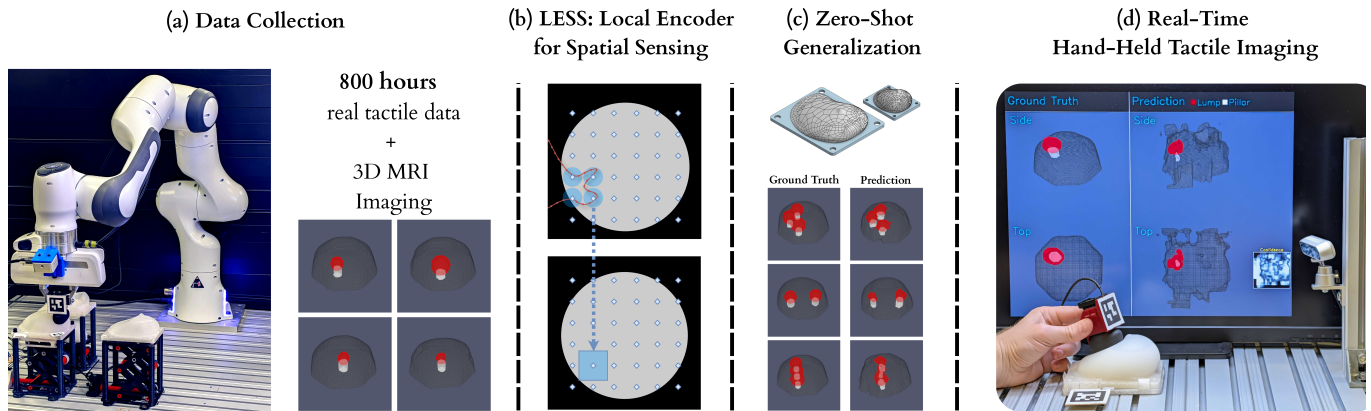 (a) Data Collection
800 hours
real tactile data
+
3D MRI
Imaging
(b) LESS: Local Encoder
for Spatial Sensing
(c) Zero-Shot
Generalization
Ground Truth
Prediction
(d) Real-Time
Hand-Held Tactile Imaging
Ground Truth
Prediction
Lump
Pillar
Side
Side
Top
Top
Confidence